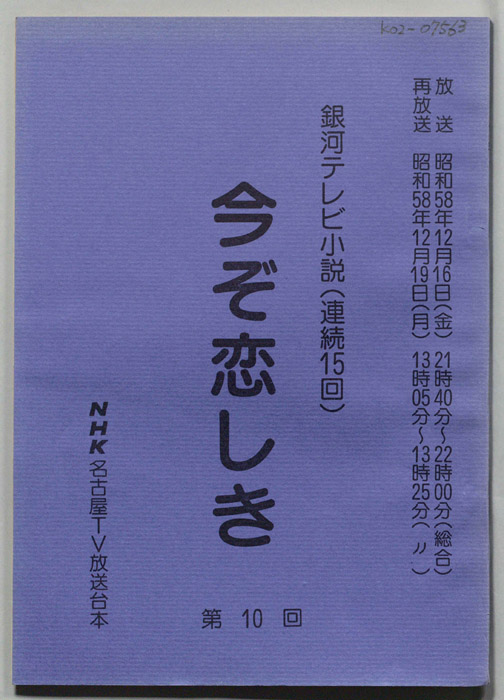 K02-07563
放送 昭和58年12月16日(金) 21時40分~22時00分(総合)
再放送 昭和58年12月19日(月) 13時05分~13時25分( 〃 )
銀河テレビ小説(連続15回)
今ぞ恋しき
第10回
NHK名古屋TV放送台本